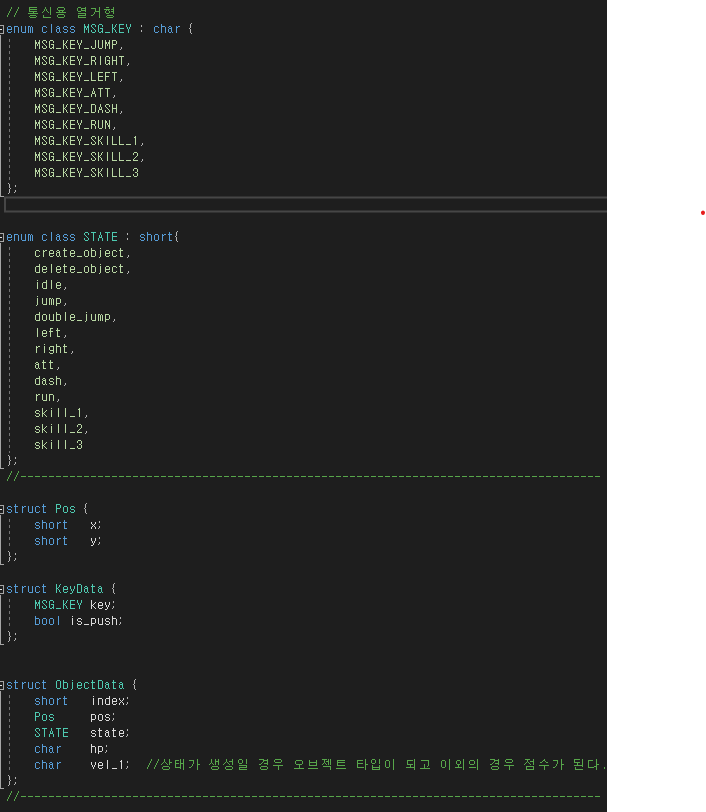 // 통신용 열거형
enum class MSG_KEY : char {
MSG_KEY_JUMP,
MSG_KEY_RIGHT,
MSG_KEY_LEFT,
MSG_KEY_ATT,
MSG_KEY_DASH,
MSG_KEY_RUN,
MSG_KEY_SKILL_1,
MSG_KEY_SKILL_2,
MSG_KEY_SKILL_3
};
enum class STATE : short{
create_object,
delete_object,
idle,
jump,
double_jump,
left,
right,
att,
dash,
run,
skill_1,
skill_2,
skill_3
};
//-----------------------------------------------------------------------------------
struct Pos {
short x;
short y;
};
struct KeyData {
MSG_KEY key;
bool is_push;
};
struct ObjectData {
short index;
Pos pos;
STATE state;
char hp;
char vel_1; //상태가 생성일 경우 오브젝트 타입이 되고 이외의 경우 점수가 된다.
};
//-----------------------------------------------------------------------------------